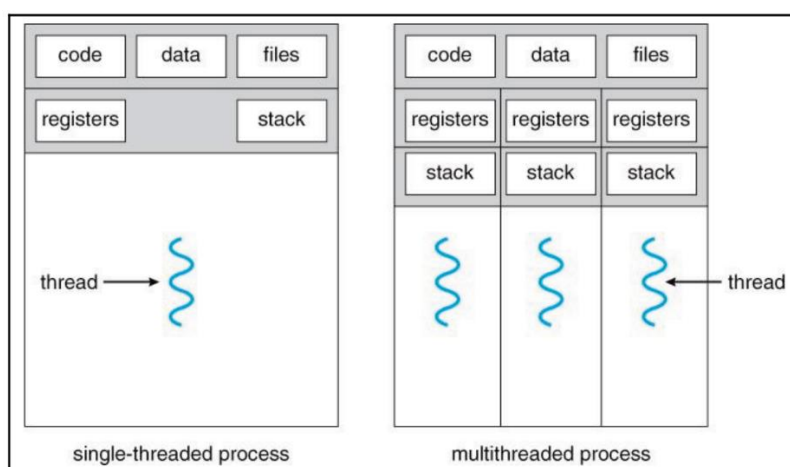 code data files
registers stack
thread
single-threaded process
code data files
registers registers registers
stack stack stack
thread
multithreaded process